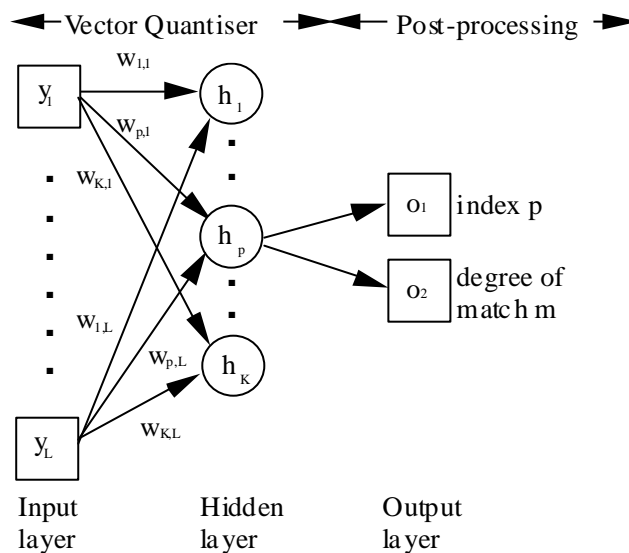 Vector Quantiser
Post-processing
w1,1
y1
h1
wp,1
wK,1
hp
o1
index p
o2
degree of
match m
w1,L
wp,L
hK
wK,L
yL
Input
layer
Hidden
layer
Output
layer